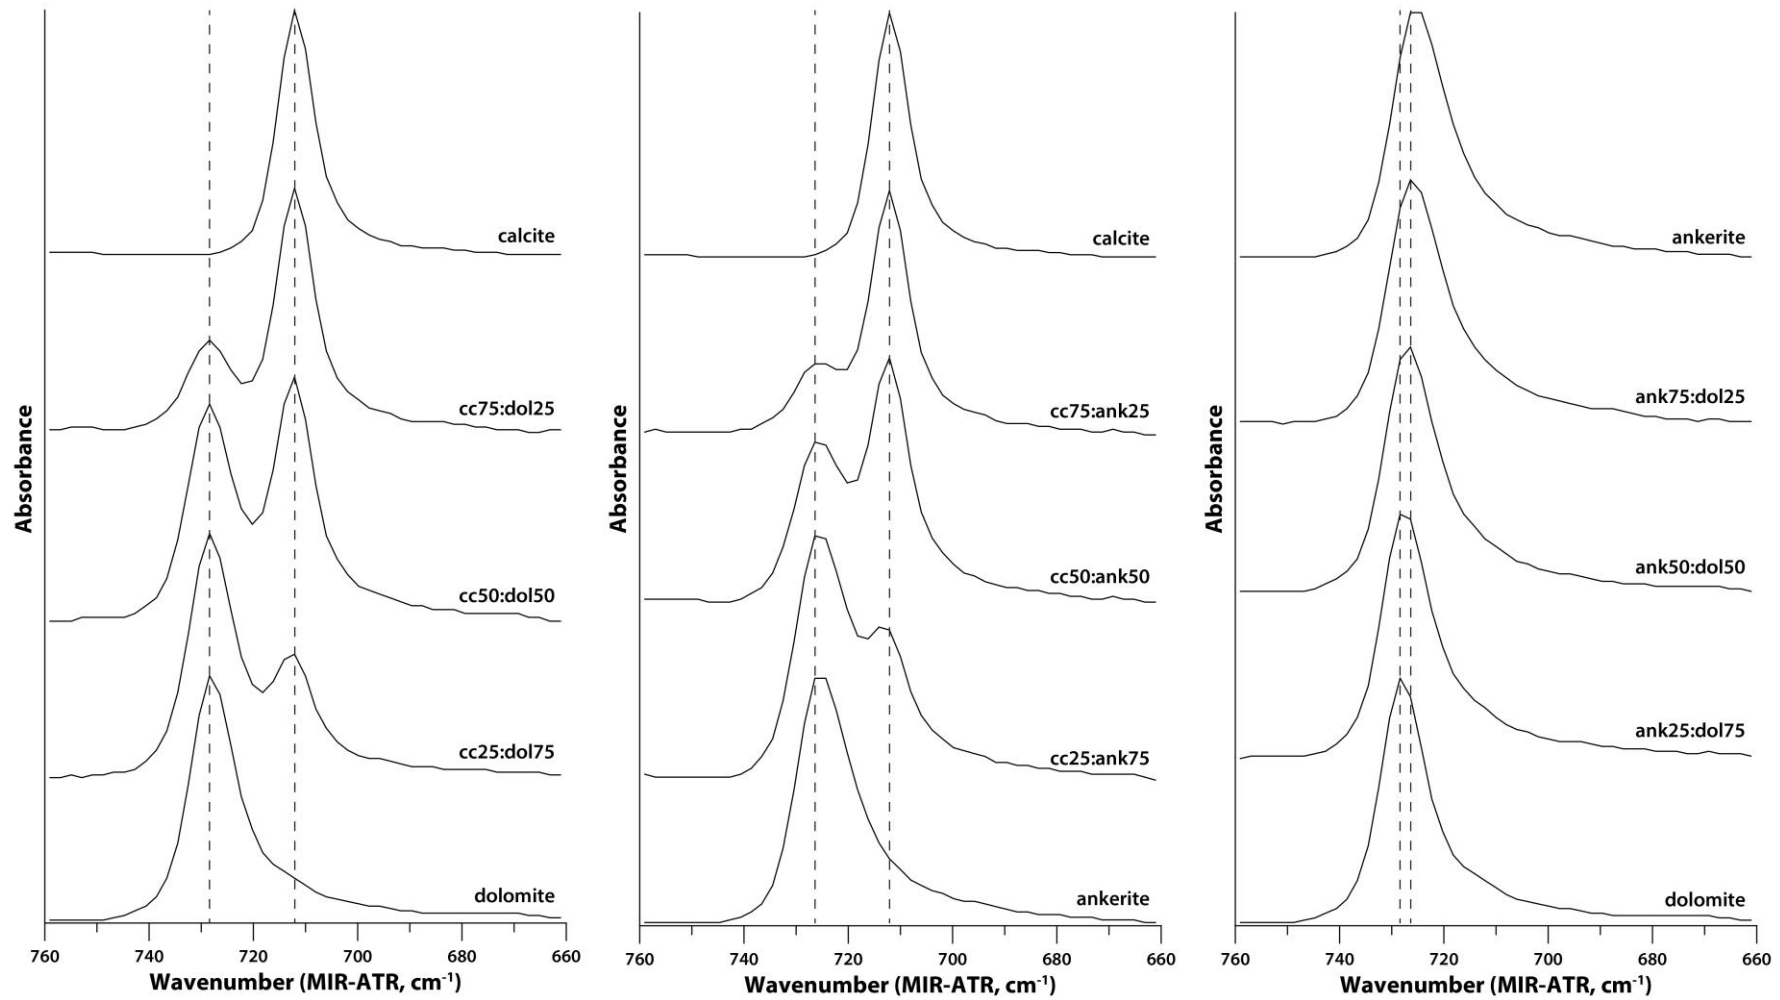 Absorbance
calcite
cc75:dol25
cc50:dol50
cc25:dol75
dolomite
760 740 720 700 680 660
Wavenumber (MIR-ATR, cm⁻¹)
Absorbance
calcite
cc75:ank25
cc50:ank50
cc25:ank75
ankerite
760 740 720 700 680 660
Wavenumber (MIR-ATR, cm⁻¹)
Absorbance
ankerite
ank75:dol25
ank50:dol50
ank25:dol75
dolomite
760 740 720 700 680 660
Wavenumber (MIR-ATR, cm⁻¹)